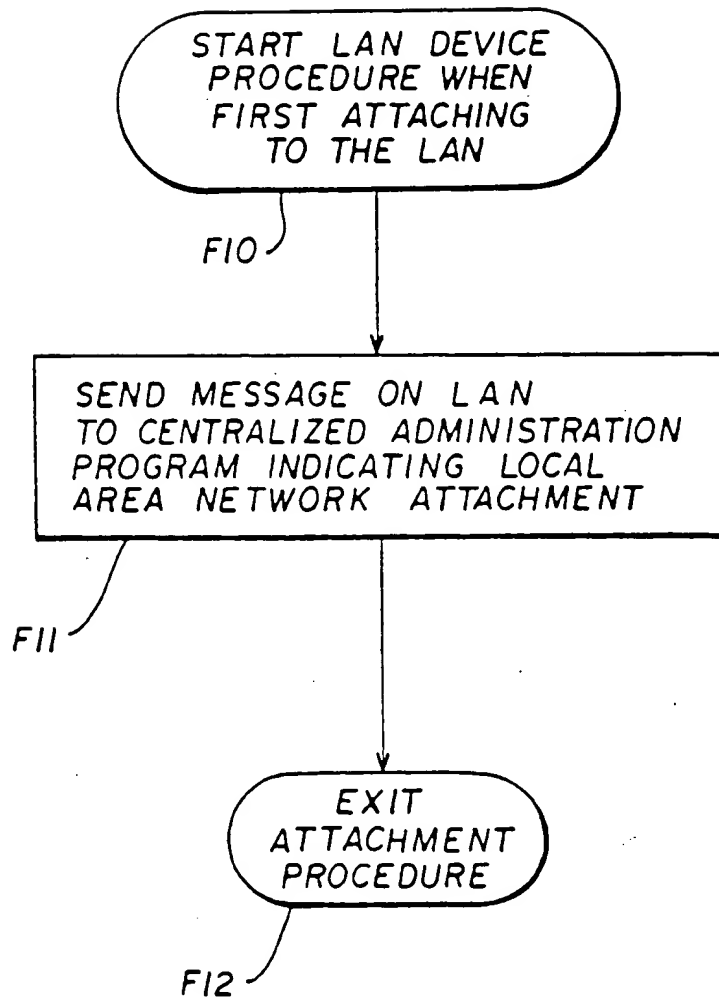 START LAN DEVICE
PROCEDURE WHEN
FIRST ATTACHING
TO THE LAN
F10
SEND MESSAGE ON LAN
TO CENTRALIZED ADMINISTRATION
PROGRAM INDICATING LOCAL
AREA NETWORK ATTACHMENT
F11
EXIT
ATTACHMENT
PROCEDURE
F12